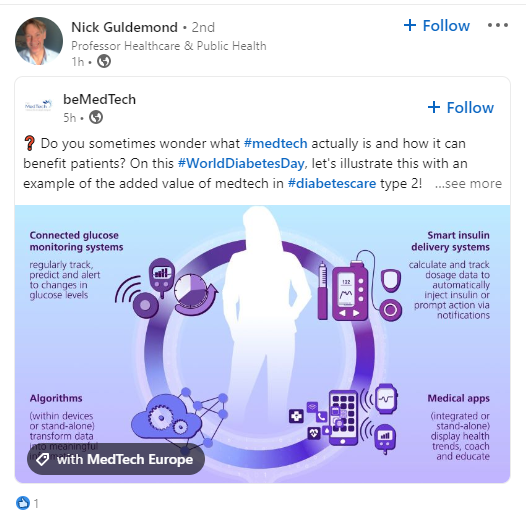 Nick Guldemond • 2nd
+ Follow
Professor Healthcare & Public Health
1h •
beMedTech
5h •
+ Follow
❓ Do you sometimes wonder what #medtech actually is and how it can
benefit patients? On this #WorldDiabetesDay, let's illustrate this with an
example of the added value of medtech in #diabetescare type 2! ...see more
Connected glucose
monitoring systems
regularly track,
predict and alert
to changes in
glucose levels
Smart insulin
delivery systems
calculate and track
dosage data to
automatically
inject insulin or
prompt action via
notifications
132
Algorithms
(within devices
or stand-alone)
transform data
into meaningful
Medical apps
(integrated or
stand-alone)
display health
trends, coach
and educate
with MedTech Europe
1